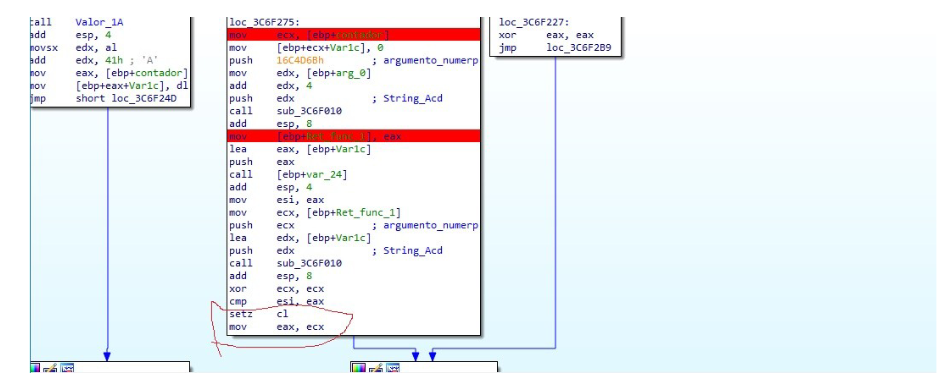 call Valor_1A
add esp, 4
movsx edx, al
add edx, 41h ; 'A'
mov eax, [ebp+contador]
mov [ebp+eax+Var1c], dl
jmp short loc_3C6F24D
loc_3C6F275:
mov ecx, [ebp+contador]
mov [ebp+ecx+Var1c], 0
push 16C4D6Bh ; argumento_numerp
mov edx, [ebp+arg_0]
add edx, 4
push edx ; String_Acd
call sub_3C6F010
add esp, 8
mov [ebp+Ret_func_1], eax
lea eax, [ebp+Var1c]
push eax
call [ebp+var_24]
add esp, 4
mov esi, eax
mov ecx, [ebp+Ret_func_1]
push ecx ; argumento_numerp
lea edx, [ebp+Var1c]
push edx ; String_Acd
call sub_3C6F010
add esp, 8
xor ecx, ecx
cmp esi, eax
setz cl
mov eax, ecx
loc_3C6F227:
xor eax, eax
jmp loc_3C6F2B9